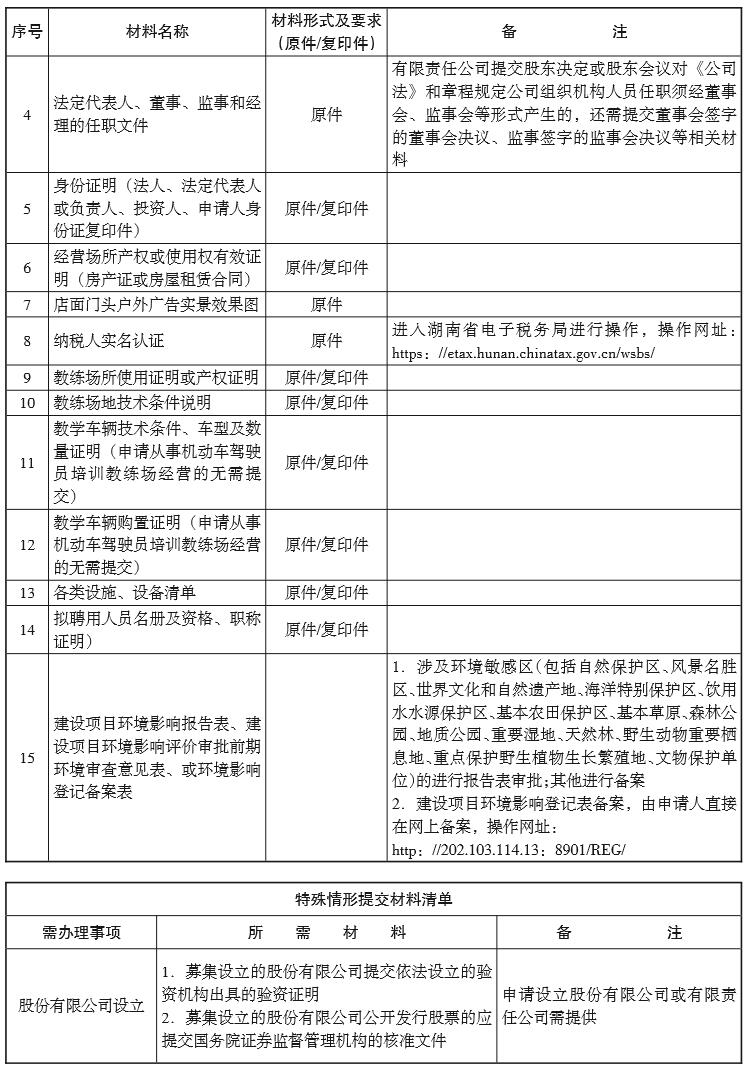 序号 材料名称 材料形式及要求 备 注
（原件/复印件）
4 法定代表人、董事、监事和经理的任职文件 原件
有限责任公司提交股东决定或股东会议对《公司
法》和章程规定公司组织机构人员任职须经董事
会、监事会等形式产生的，还需提交董事会签字
的董事会决议、监事签字的监事会决议等相关材
料
5
身份证明（法人、法定代表人
或负责人、投资人、申请人身
份证复印件）
原件/复印件
6
经营场所产权或使用权有效证
明（房产证或房屋租赁合同）
原件/复印件
7 店面门头户外广告实景效果图 原件
8 纳税人实名认证 原件
进入湖南省电子税务局进行操作，操作网址：
https：//etax.hunan.chinatax.gov.cn/wsbs/
9 教练场所使用证明或产权证明 原件/复印件
10 教练场地技术条件说明 原件/复印件
11
教学车辆技术条件、车型及数
量证明（申请从事机动车驾驶
员培训教练场经营的无需提
交）
原件/复印件
12
教学车辆购置证明（申请从事
机动车驾驶员培训教练场经营
的无需提交）
原件/复印件
13 各类设施、设备清单 原件/复印件
14
拟聘用人员名册及资格、职称
证明）
原件/复印件
15
建设项目环境影响报告表、建
设项目环境影响评价审批前期
环境审查意见表、或环境影响
登记备案表
1．涉及环境敏感区（包括自然保护区、风景名胜
区、世界文化和自然遗产地、海洋特别保护区、饮用
水水源保护区、基本农田保护区、基本草原、森林公
园、地质公园、重要湿地、天然林、野生动物重要栖
息地、重点保护野生植物生长繁殖地、文物保护单
位）的进行报告表审批；其他进行备案
2．建设项目环境影响登记表备案，由申请人直接
在网上备案，操作网址：
http：//202.103.114.13：8901/REG/
特殊情形提交材料清单
需办理事项 所 需 材 料 备 注
股份有限公司设立
1．募集设立的股份有限公司提交依法设立的验
资机构出具的验资证明
2．募集设立的股份有限公司公开发行股票的应
提交国务院证券监督管理机构的核准文件
申请设立股份有限公司或有限责
任公司需提供